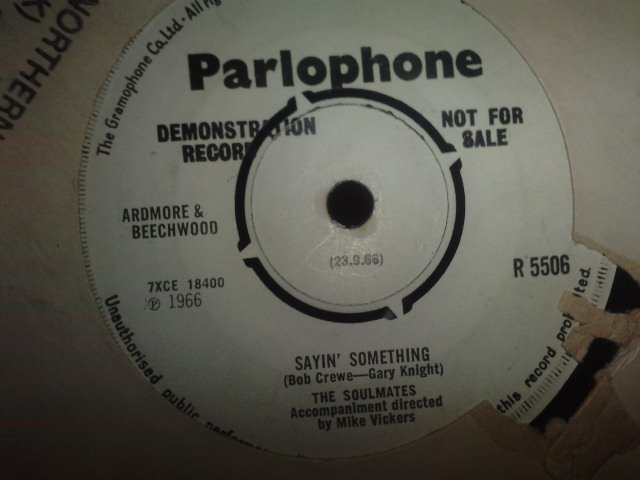 NORTHERN
The Gramophone Co. Ltd. - All
Parlophone
DEMONSTRATION
RECORD
NOT FOR
SALE
ARDMORE &
BEECHWOOD
(23.9.66)
7XCE 18400
℗ 1966
R 5506
SAYIN' SOMETHING
(Bob Crewe—Gary Knight)
THE SOULMATES
Accompaniment directed
by Mike Vickers
Unauthorised public
this record